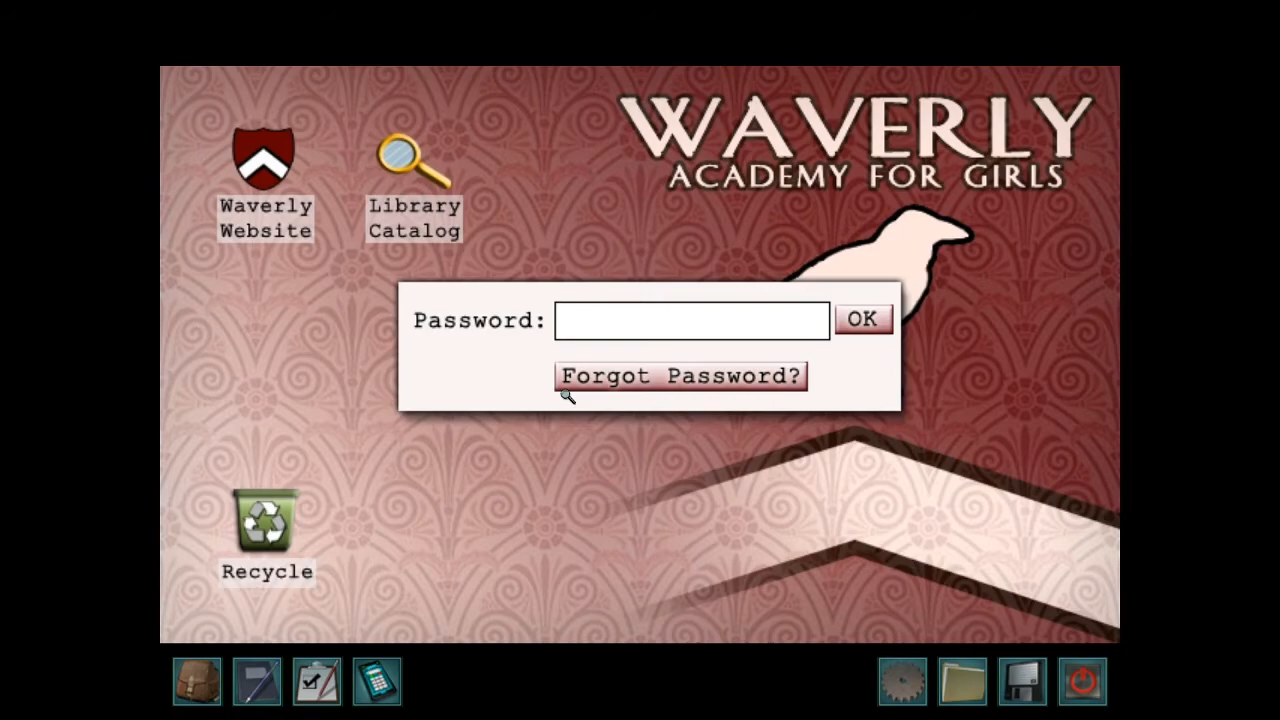 WAVERLY
ACADEMY FOR GIRLS
Waverly
Website
Library
Catalog
Password:
OK
Forgot Password?
Recycle